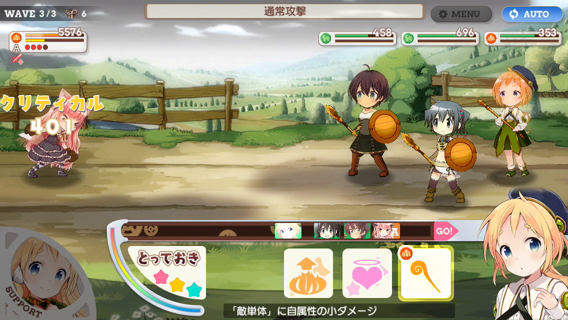 WAVE 3/3 6
通常攻撃
MENU
AUTO
5576
A
458
696
353
クリティカル
401
A
GO!
とっておき
SUPPORT
「敵単体」に自属性の小ダメージ